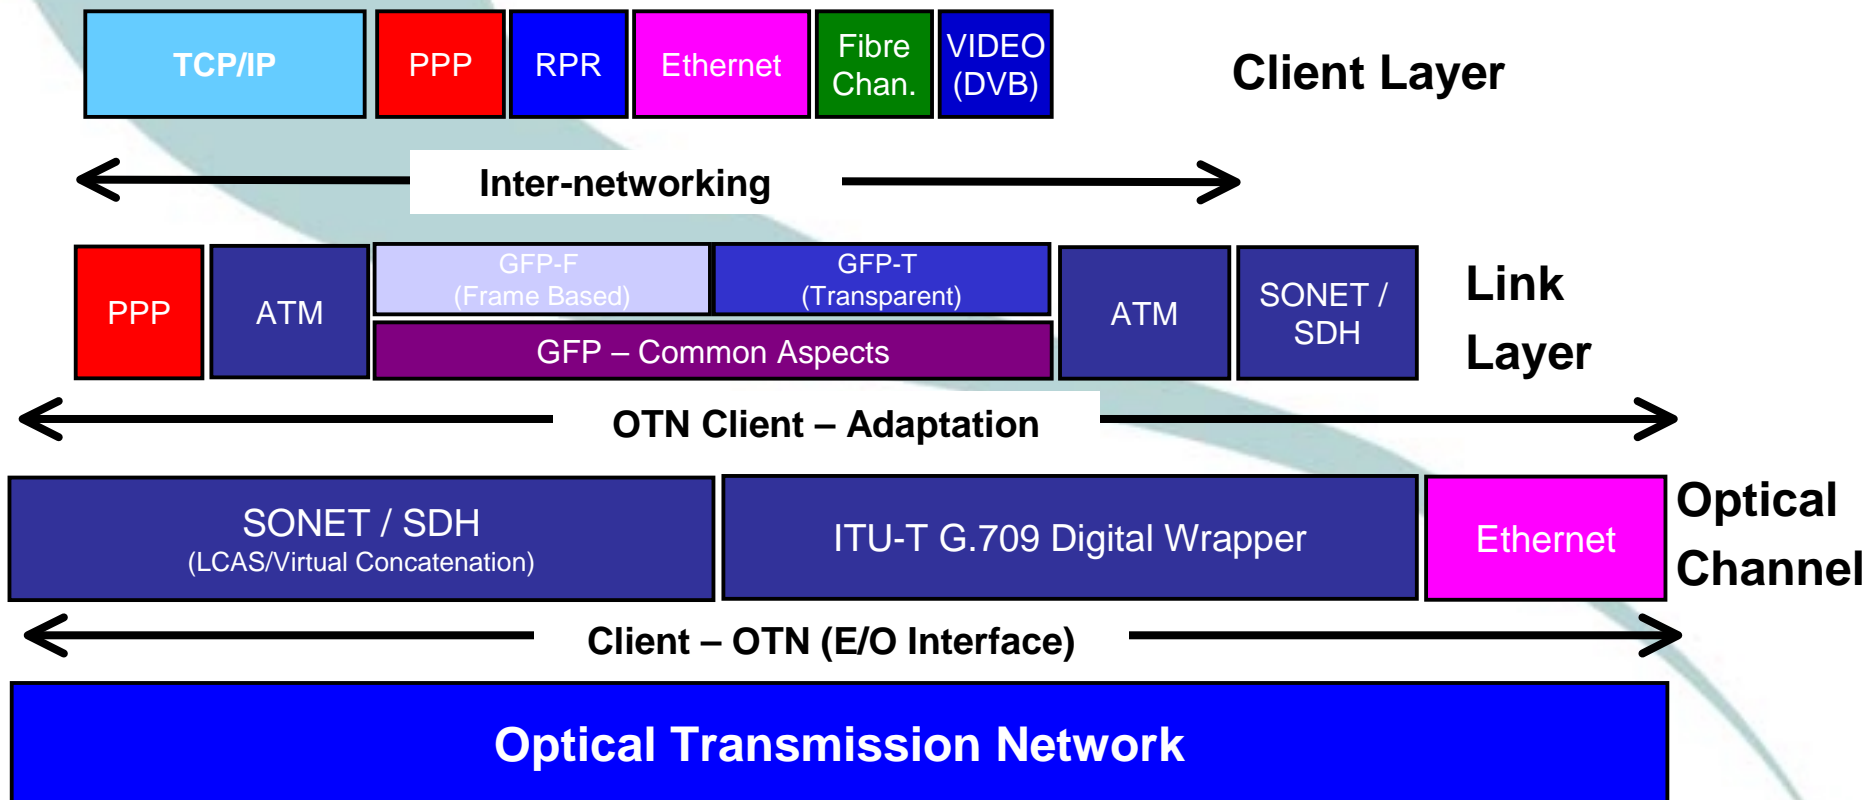 TCP/IP
PPP
RPR
Ethernet
Fibre
Chan.
VIDEO
(DVB)
Client Layer
Inter-networking
PPP
ATM
GFP-F
(Frame Based)
GFP-T
(Transparent)
GFP – Common Aspects
ATM
SONET /
SDH
Link
Layer
OTN Client – Adaptation
SONET / SDH
(LCAS/Virtual Concatenation)
ITU-T G.709 Digital Wrapper
Ethernet
Optical
Channel
Client – OTN (E/O Interface)
Optical Transmission Network